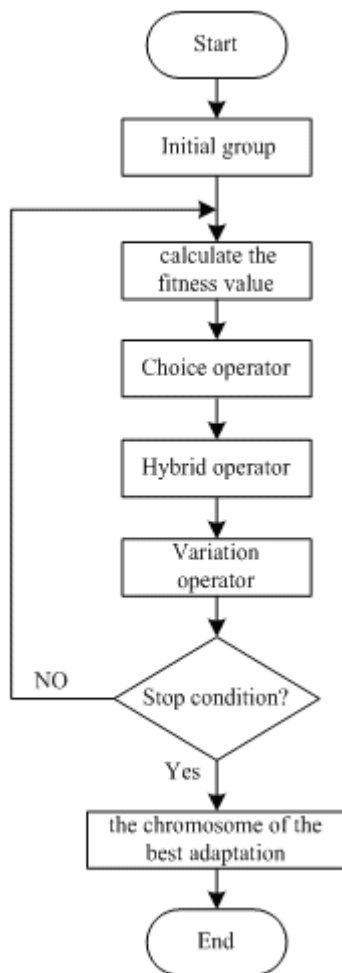 Start
Initial group
calculate the
fitness value
Choice operator
Hybrid operator
Variation
operator
NO
Stop condition?
Yes
the chromosome of the
best adaptation
End